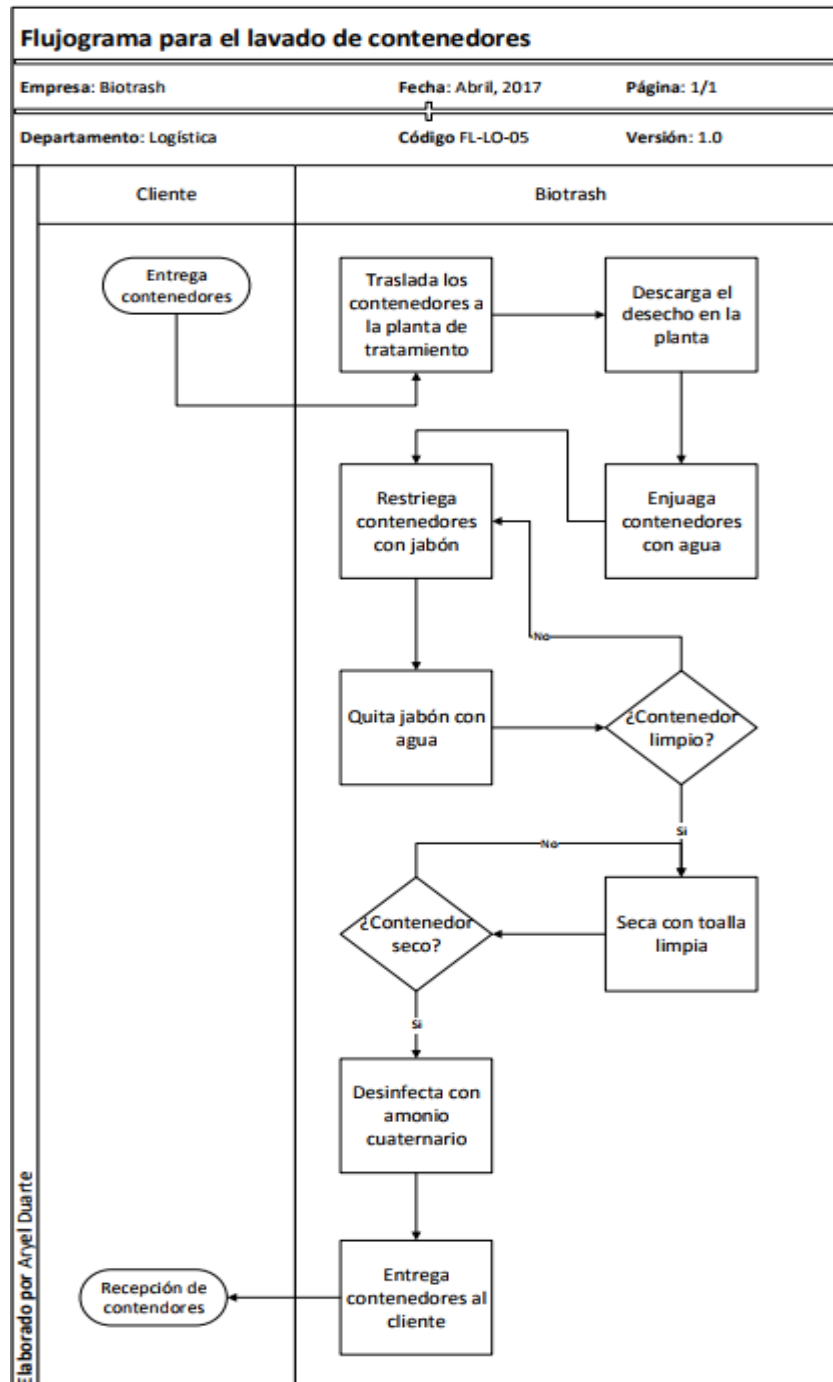 Flujograma para el lavado de contenedores
Empresa: Biotrash Fecha: Abril, 2017 Página: 1/1
Departamento: Logística Código FL-LO-05 Versión: 1.0
Cliente Biotrash
Entrega
contenedores
Traslada los
contenedores a
la planta de
tratamiento
Descarga el
desecho en la
planta
Enjuaga
contenedores
con agua
Restriega
contenedores
con jabón
No
Quita jabón con
agua
¿Contenedor
limpio?
Si
No
Seca con toalla
limpia
¿Contenedor
seco?
Si
Desinfecta con
amonio
cuaternario
Entrega
contenedores al
cliente
Recepción de
contendores
Elaborado por Aryel Duarte